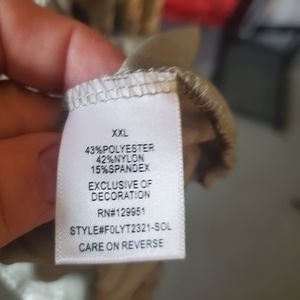 XXL
43%POLYESTER
42%NYLON
15%SPANDEX
EXCLUSIVE OF
DECORATION
RN#129951
STYLE#F0LYT2321-SOL
CARE ON REVERSE